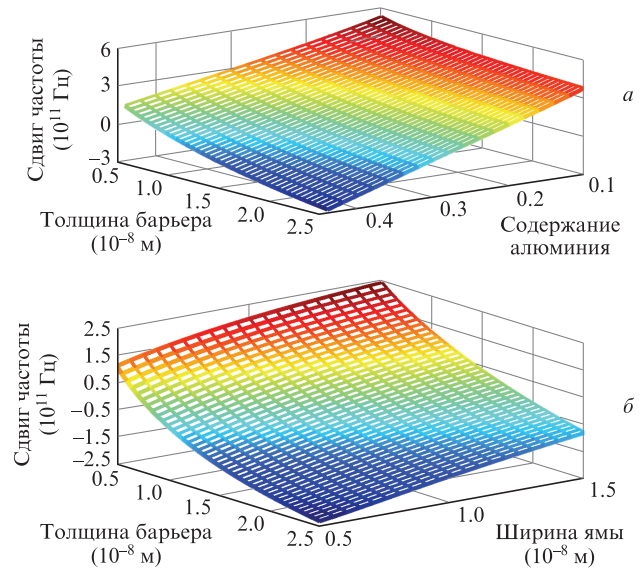 Сдвиг частоты
(10¹¹ Гц)
6
3
0
−3
0.5
1.0
1.5
2.0
2.5
Толщина барьера
(10⁻⁸ м)
0.4
0.3
0.2
0.1
Содержание
алюминия
а
Сдвиг частоты
(10¹¹ Гц)
2.5
1.5
0.5
−0.5
−1.5
−2.5
0.5
1.0
1.5
2.0
2.5
Толщина барьера
(10⁻⁸ м)
0.5
1.0
1.5
Ширина ямы
(10⁻⁸ м)
б